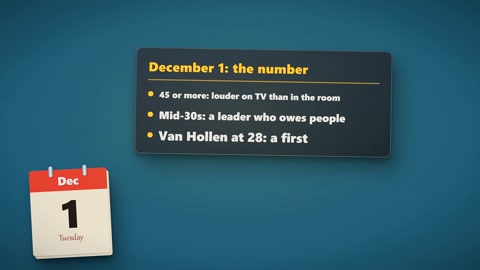 December 1: the number
45 or more: louder on TV than in the room
Mid-30s: a leader who owes people
Van Hollen at 28: a first
Dec
1
Tuesday